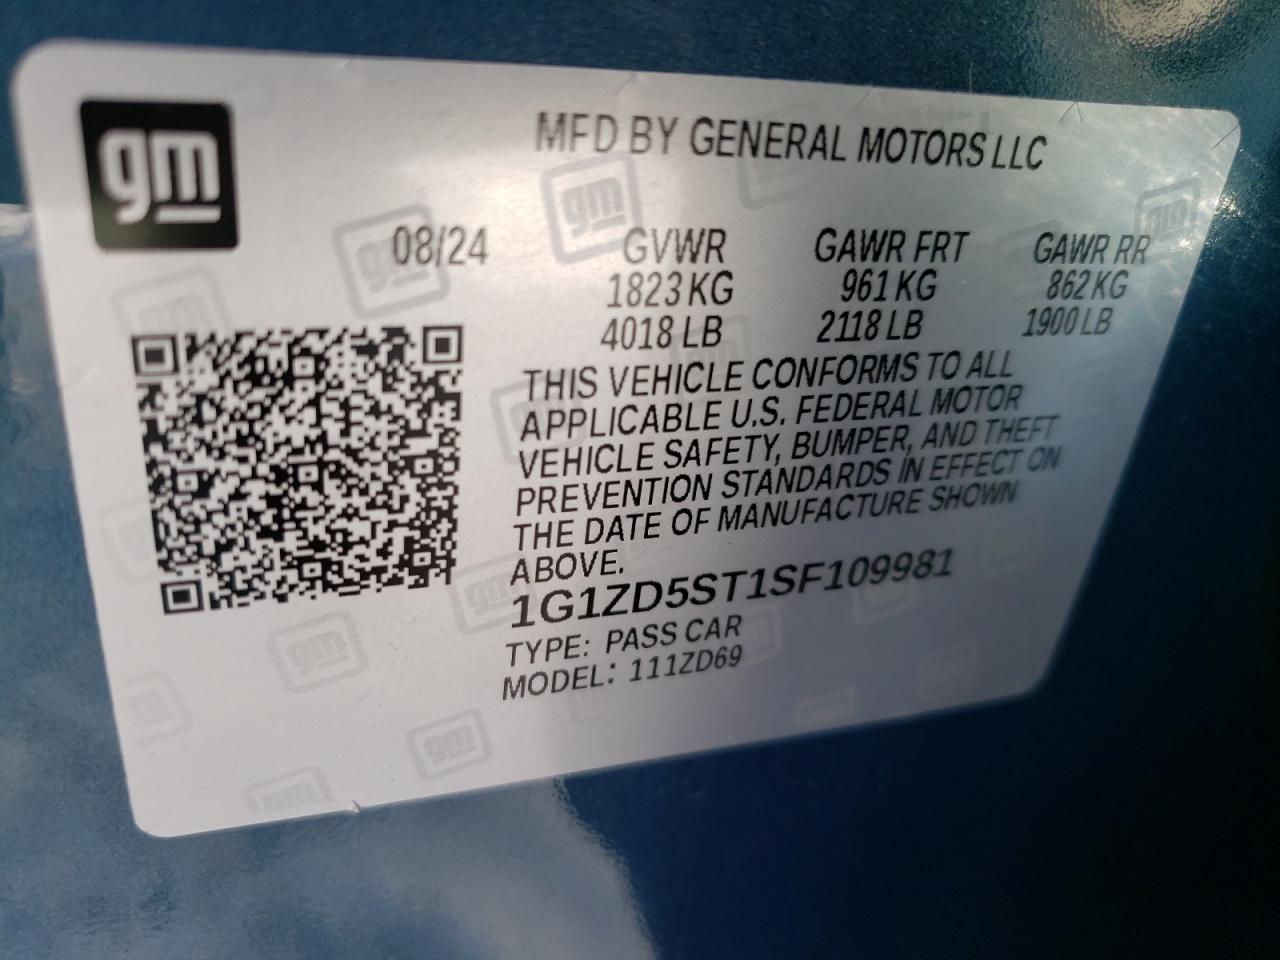 gm
MFD BY GENERAL MOTORS LLC
08/24 GVWR GAWR FRT GAWR RR
1823 KG 961 KG 862 KG
4018 LB 2118 LB 1900 LB
THIS VEHICLE CONFORMS TO ALL
APPLICABLE U.S. FEDERAL MOTOR
VEHICLE SAFETY, BUMPER, AND THEFT
PREVENTION STANDARDS IN EFFECT ON
THE DATE OF MANUFACTURE SHOWN
ABOVE.
1G1ZD5ST1SF109981
TYPE: PASS CAR
MODEL: 111ZD69